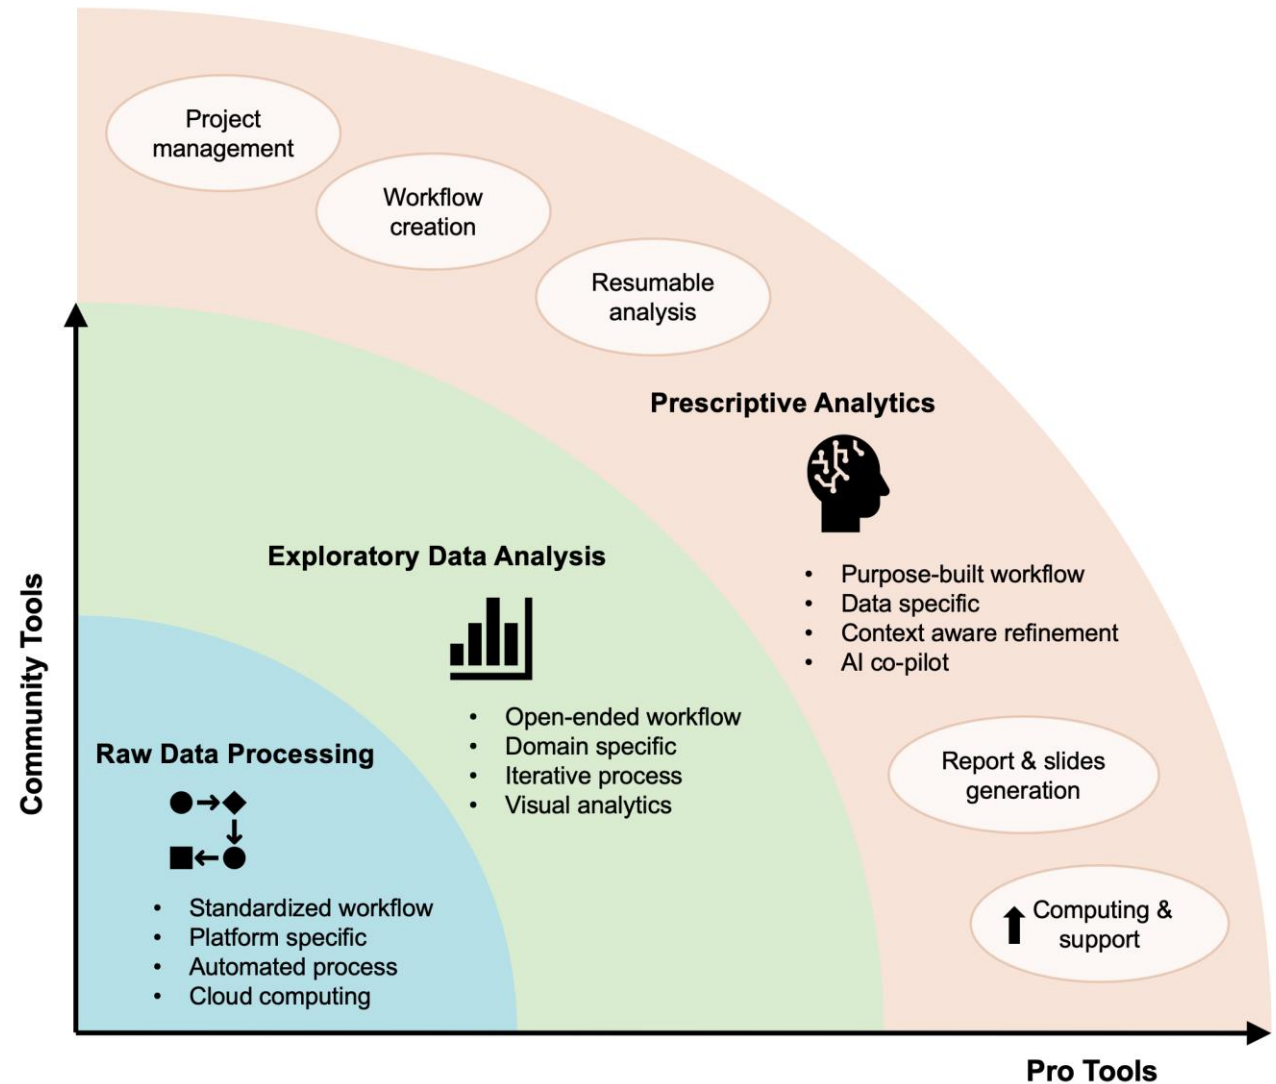 Project
management
Workflow
creation
Resumable
analysis
Prescriptive Analytics
• Purpose-built workflow
• Data specific
• Context aware refinement
• AI co-pilot
Exploratory Data Analysis
• Open-ended workflow
• Domain specific
• Iterative process
• Visual analytics
Raw Data Processing
• Standardized workflow
• Platform specific
• Automated process
• Cloud computing
Report & slides
generation
Computing &
support
Community Tools
Pro Tools